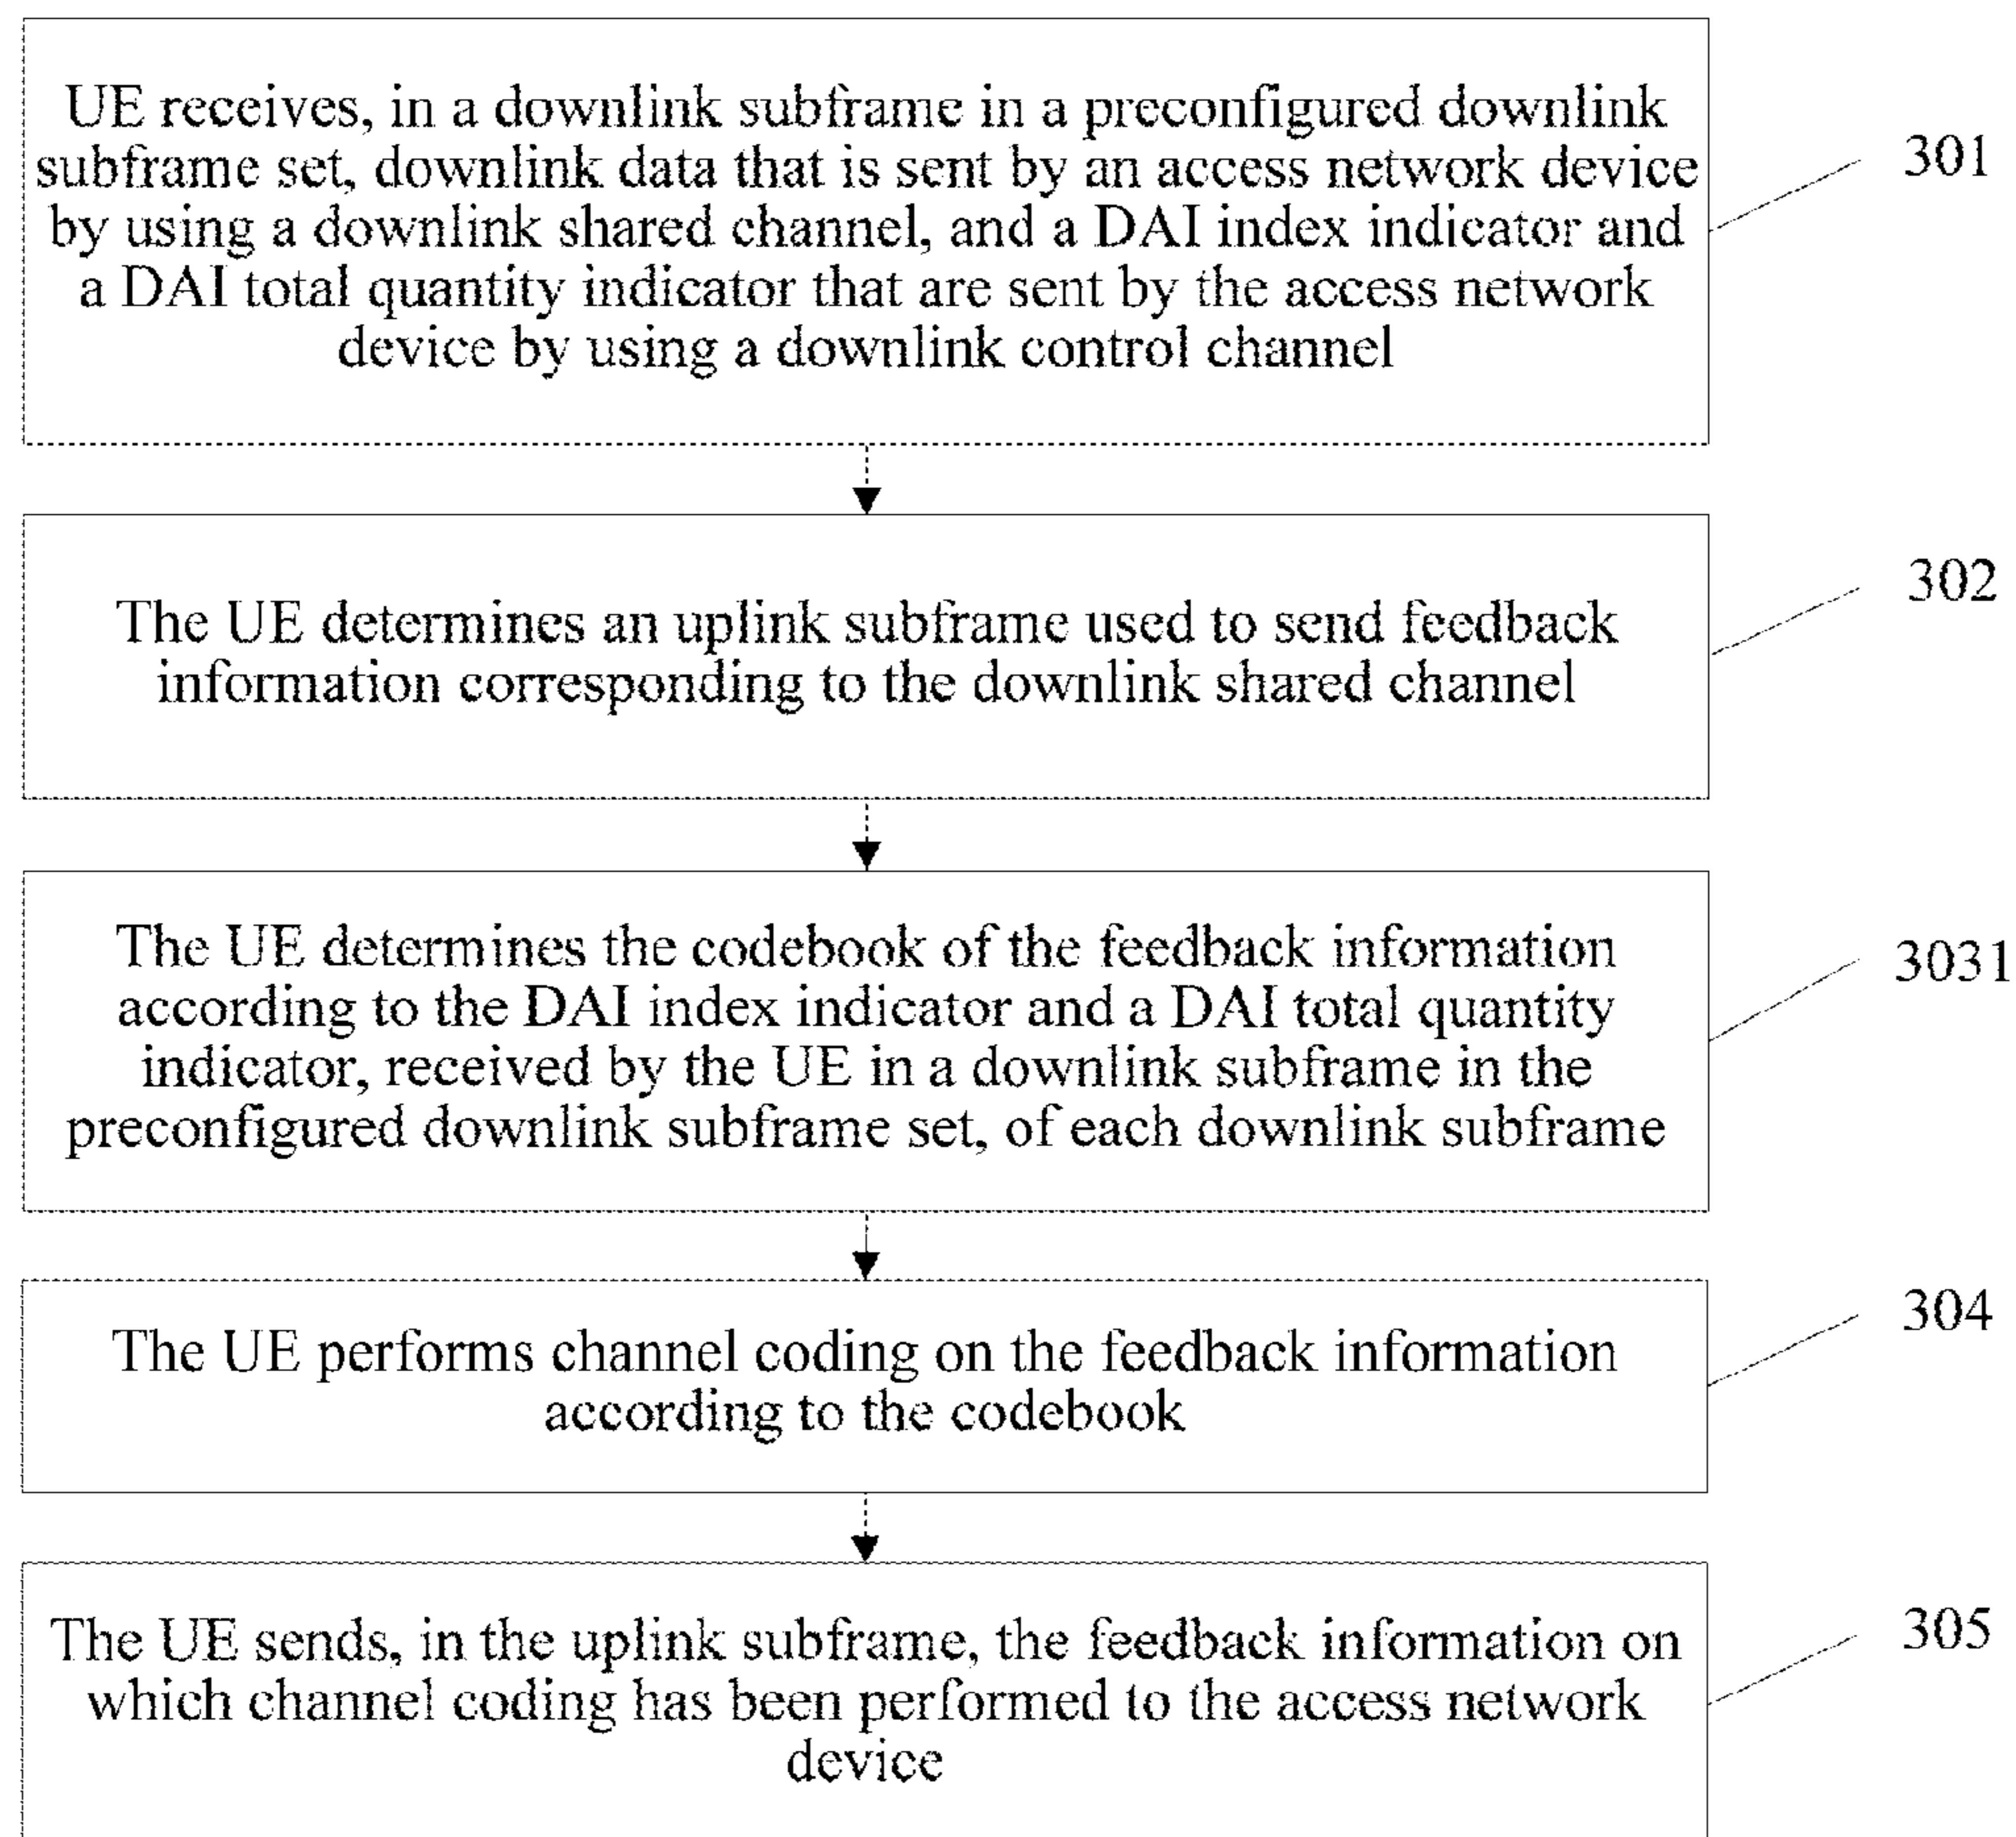 UE receives, in a downlink subframe in a preconfigured downlink
subframe set, downlink data that is sent by an access network device
by using a downlink shared channel, and a DAI index indicator and
a DAI total quantity indicator that are sent by the access network
device by using a downlink control channel
301
The UE determines an uplink subframe used to send feedback
information corresponding to the downlink shared channel
302
The UE determines the codebook of the feedback information
according to the DAI index indicator and a DAI total quantity
indicator, received by the UE in a downlink subframe in the
preconfigured downlink subframe set, of each downlink subframe
3031
The UE performs channel coding on the feedback information
according to the codebook
304
The UE sends, in the uplink subframe, the feedback information on
which channel coding has been performed to the access network
device
305